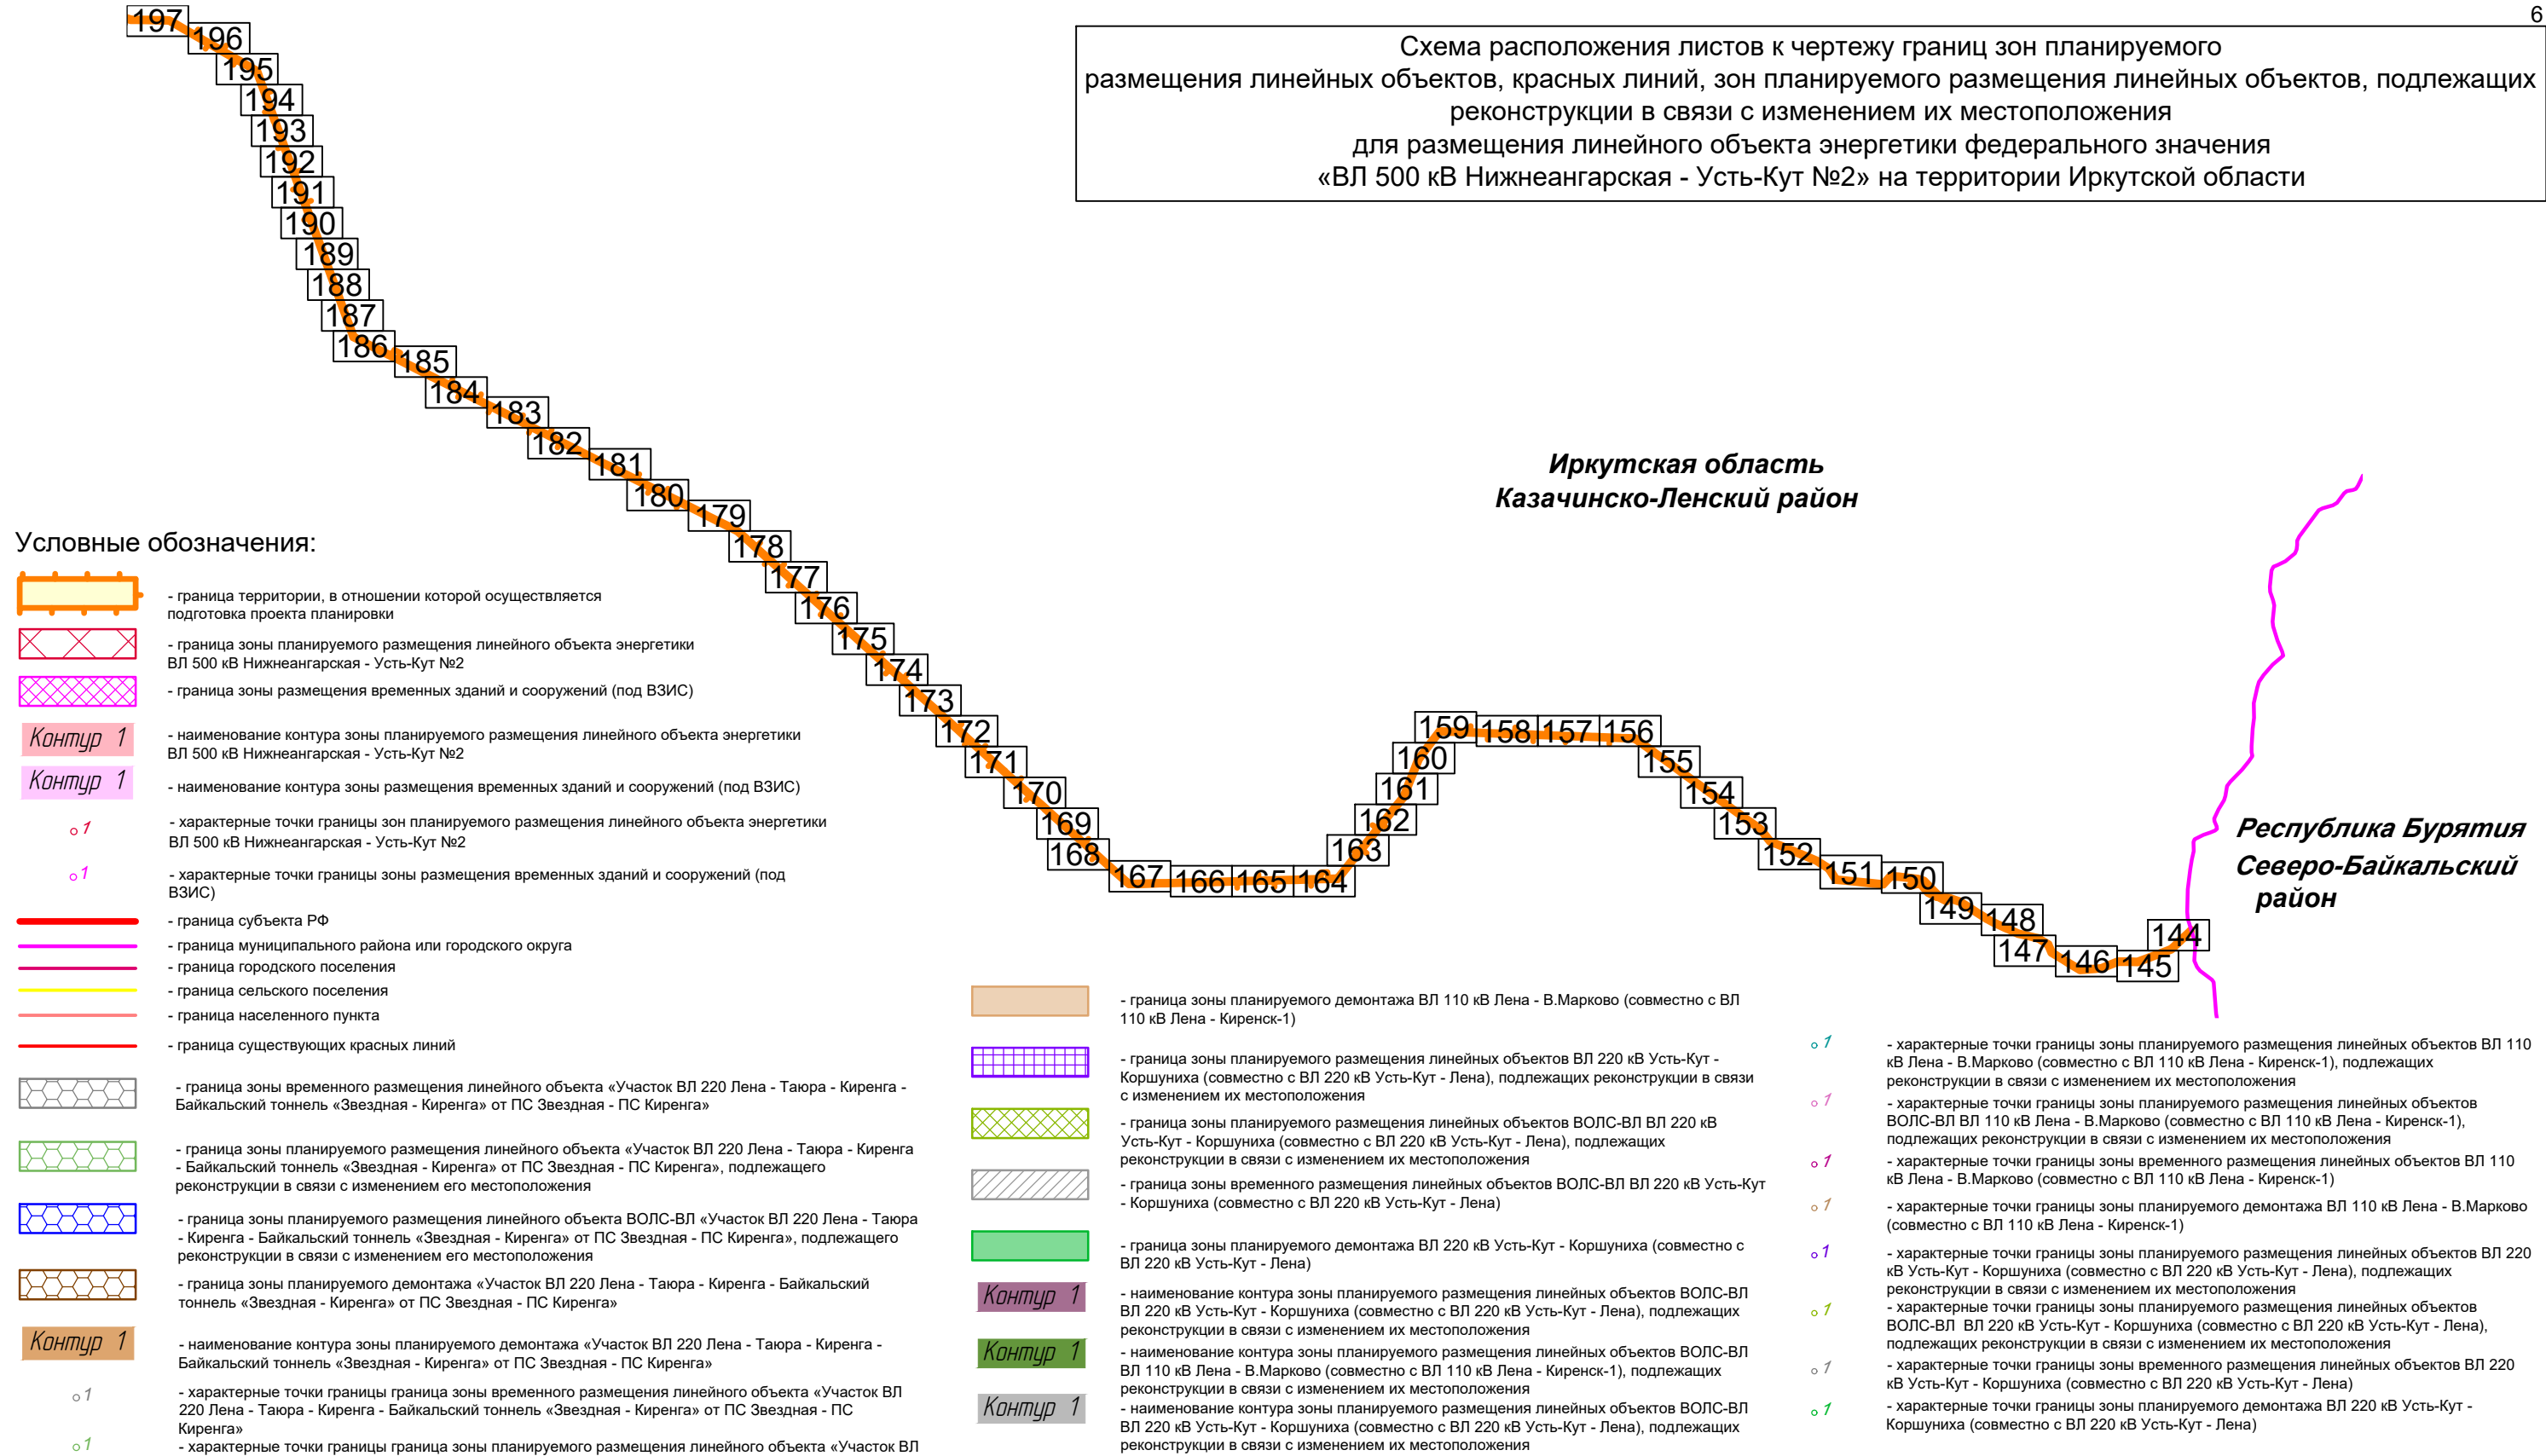 6
Схема расположения листов к чертежу границ зон планируемого
размещения линейных объектов, красных линий, зон планируемого размещения линейных объектов, подлежащих
реконструкции в связи с изменением их местоположения
для размещения линейного объекта энергетики федерального значения
«ВЛ 500 кВ Нижнеангарская - Усть-Кут №2» на территории Иркутской области
197
196
195
194
193
192
191
190
189
188
187
186
185
184
183
182
181
180
179
178
177
176
175
174
173
172
171
170
169
168
167
166
165
164
163
162
161
160
159
158
157
156
155
154
153
152
151
150
149
148
147
146
145
144
Иркутская область
Казачинско-Ленский район
Республика Бурятия
Северо-Байкальский
район
Условные обозначения:
- граница территории, в отношении которой осуществляется
подготовка проекта планировки
- граница зоны планируемого размещения линейного объекта энергетики
ВЛ 500 кВ Нижнеангарская - Усть-Кут №2
- граница зоны размещения временных зданий и сооружений (под ВЗИС)
Контур 1
- наименование контура зоны планируемого размещения линейного объекта энергетики
ВЛ 500 кВ Нижнеангарская - Усть-Кут №2
Контур 1
- наименование контура зоны размещения временных зданий и сооружений (под ВЗИС)
1
- характерные точки границы зон планируемого размещения линейного объекта энергетики
ВЛ 500 кВ Нижнеангарская - Усть-Кут №2
1
- характерные точки границы зоны размещения временных зданий и сооружений (под
ВЗИС)
- граница субъекта РФ
- граница муниципального района или городского округа
- граница городского поселения
- граница сельского поселения
- граница населенного пункта
- граница существующих красных линий
- граница зоны временного размещения линейного объекта «Участок ВЛ 220 Лена - Таюра - Киренга -
Байкальский тоннель «Звездная - Киренга» от ПС Звездная - ПС Киренга»
- граница зоны планируемого размещения линейного объекта «Участок ВЛ 220 Лена - Таюра - Киренга
- Байкальский тоннель «Звездная - Киренга» от ПС Звездная - ПС Киренга», подлежащего
реконструкции в связи с изменением его местоположения
- граница зоны планируемого размещения линейного объекта ВОЛС-ВЛ «Участок ВЛ 220 Лена - Таюра
- Киренга - Байкальский тоннель «Звездная - Киренга» от ПС Звездная - ПС Киренга», подлежащего
реконструкции в связи с изменением его местоположения
- граница зоны планируемого демонтажа «Участок ВЛ 220 Лена - Таюра - Киренга - Байкальский
тоннель «Звездная - Киренга» от ПС Звездная - ПС Киренга»
Контур 1
- наименование контура зоны планируемого демонтажа «Участок ВЛ 220 Лена - Таюра - Киренга -
Байкальский тоннель «Звездная - Киренга» от ПС Звездная - ПС Киренга»
1
- характерные точки границы граница зоны временного размещения линейного объекта «Участок ВЛ
220 Лена - Таюра - Киренга - Байкальский тоннель «Звездная - Киренга» от ПС Звездная - ПС
Киренга»
1
- характерные точки границы граница зоны планируемого размещения линейного объекта «Участок ВЛ
- граница зоны планируемого демонтажа ВЛ 110 кВ Лена - В.Марково (совместно с ВЛ
110 кВ Лена - Киренск-1)
- граница зоны планируемого размещения линейных объектов ВЛ 220 кВ Усть-Кут -
Коршуниха (совместно с ВЛ 220 кВ Усть-Кут - Лена), подлежащих реконструкции в связи
с изменением их местоположения
- граница зоны планируемого размещения линейных объектов ВОЛС-ВЛ ВЛ 220 кВ
Усть-Кут - Коршуниха (совместно с ВЛ 220 кВ Усть-Кут - Лена), подлежащих
реконструкции в связи с изменением их местоположения
- граница зоны временного размещения линейных объектов ВОЛС-ВЛ ВЛ 220 кВ Усть-Кут
- Коршуниха (совместно с ВЛ 220 кВ Усть-Кут - Лена)
- граница зоны планируемого демонтажа ВЛ 220 кВ Усть-Кут - Коршуниха (совместно с
ВЛ 220 кВ Усть-Кут - Лена)
Контур 1
- наименование контура зоны планируемого размещения линейных объектов ВОЛС-ВЛ
ВЛ 220 кВ Усть-Кут - Коршуниха (совместно с ВЛ 220 кВ Усть-Кут - Лена), подлежащих
реконструкции в связи с изменением их местоположения
Контур 1
- наименование контура зоны планируемого размещения линейных объектов ВОЛС-ВЛ
ВЛ 110 кВ Лена - В.Марково (совместно с ВЛ 110 кВ Лена - Киренск-1), подлежащих
реконструкции в связи с изменением их местоположения
Контур 1
- наименование контура зоны планируемого размещения линейных объектов ВОЛС-ВЛ
ВЛ 220 кВ Усть-Кут - Коршуниха (совместно с ВЛ 220 кВ Усть-Кут - Лена), подлежащих
реконструкции в связи с изменением их местоположения
1
- характерные точки границы зоны планируемого размещения линейных объектов ВЛ 110
кВ Лена - В.Марково (совместно с ВЛ 110 кВ Лена - Киренск-1), подлежащих
реконструкции в связи с изменением их местоположения
1
- характерные точки границы зоны планируемого размещения линейных объектов
ВОЛС-ВЛ ВЛ 110 кВ Лена - В.Марково (совместно с ВЛ 110 кВ Лена - Киренск-1),
подлежащих реконструкции в связи с изменением их местоположения
1
- характерные точки границы зоны временного размещения линейных объектов ВЛ 110
кВ Лена - В.Марково (совместно с ВЛ 110 кВ Лена - Киренск-1)
1
- характерные точки границы зоны планируемого демонтажа ВЛ 110 кВ Лена - В.Марково
(совместно с ВЛ 110 кВ Лена - Киренск-1)
1
- характерные точки границы зоны планируемого размещения линейных объектов ВЛ 220
кВ Усть-Кут - Коршуниха (совместно с ВЛ 220 кВ Усть-Кут - Лена), подлежащих
реконструкции в связи с изменением их местоположения
1
- характерные точки границы зоны планируемого размещения линейных объектов
ВОЛС-ВЛ ВЛ 220 кВ Усть-Кут - Коршуниха (совместно с ВЛ 220 кВ Усть-Кут - Лена),
подлежащих реконструкции в связи с изменением их местоположения
1
- характерные точки границы зоны временного размещения линейных объектов ВЛ 220
кВ Усть-Кут - Коршуниха (совместно с ВЛ 220 кВ Усть-Кут - Лена)
1
- характерные точки границы зоны планируемого демонтажа ВЛ 220 кВ Усть-Кут -
Коршуниха (совместно с ВЛ 220 кВ Усть-Кут - Лена)